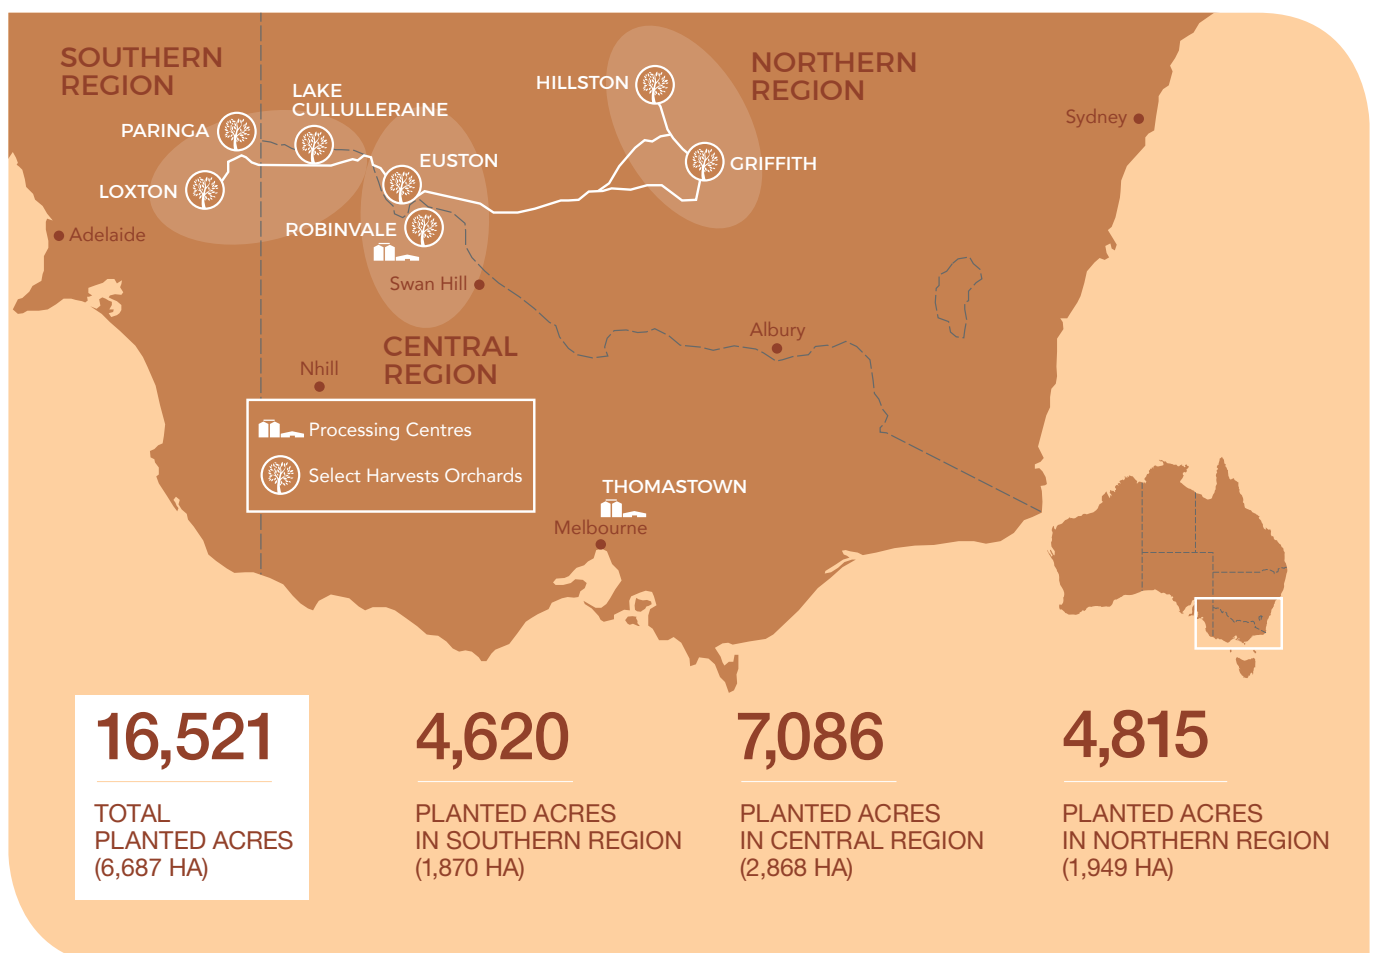 SOUTHERN
REGION
LAKE
CULLULLERAINE
PARINGA
LOXTON
EUSTON
ROBINVALE
HILLSTON
NORTHERN
REGION
GRIFFITH
Sydney
Adelaide
Swan Hill
CENTRAL
REGION
Albury
Nhill
Processing Centres
Select Harvests Orchards
THOMASTOWN
Melbourne
16,521
TOTAL
PLANTED ACRES
(6,687 HA)
4,620
PLANTED ACRES
IN SOUTHERN REGION
(1,870 HA)
7,086
PLANTED ACRES
IN CENTRAL REGION
(2,868 HA)
4,815
PLANTED ACRES
IN NORTHERN REGION
(1,949 HA)